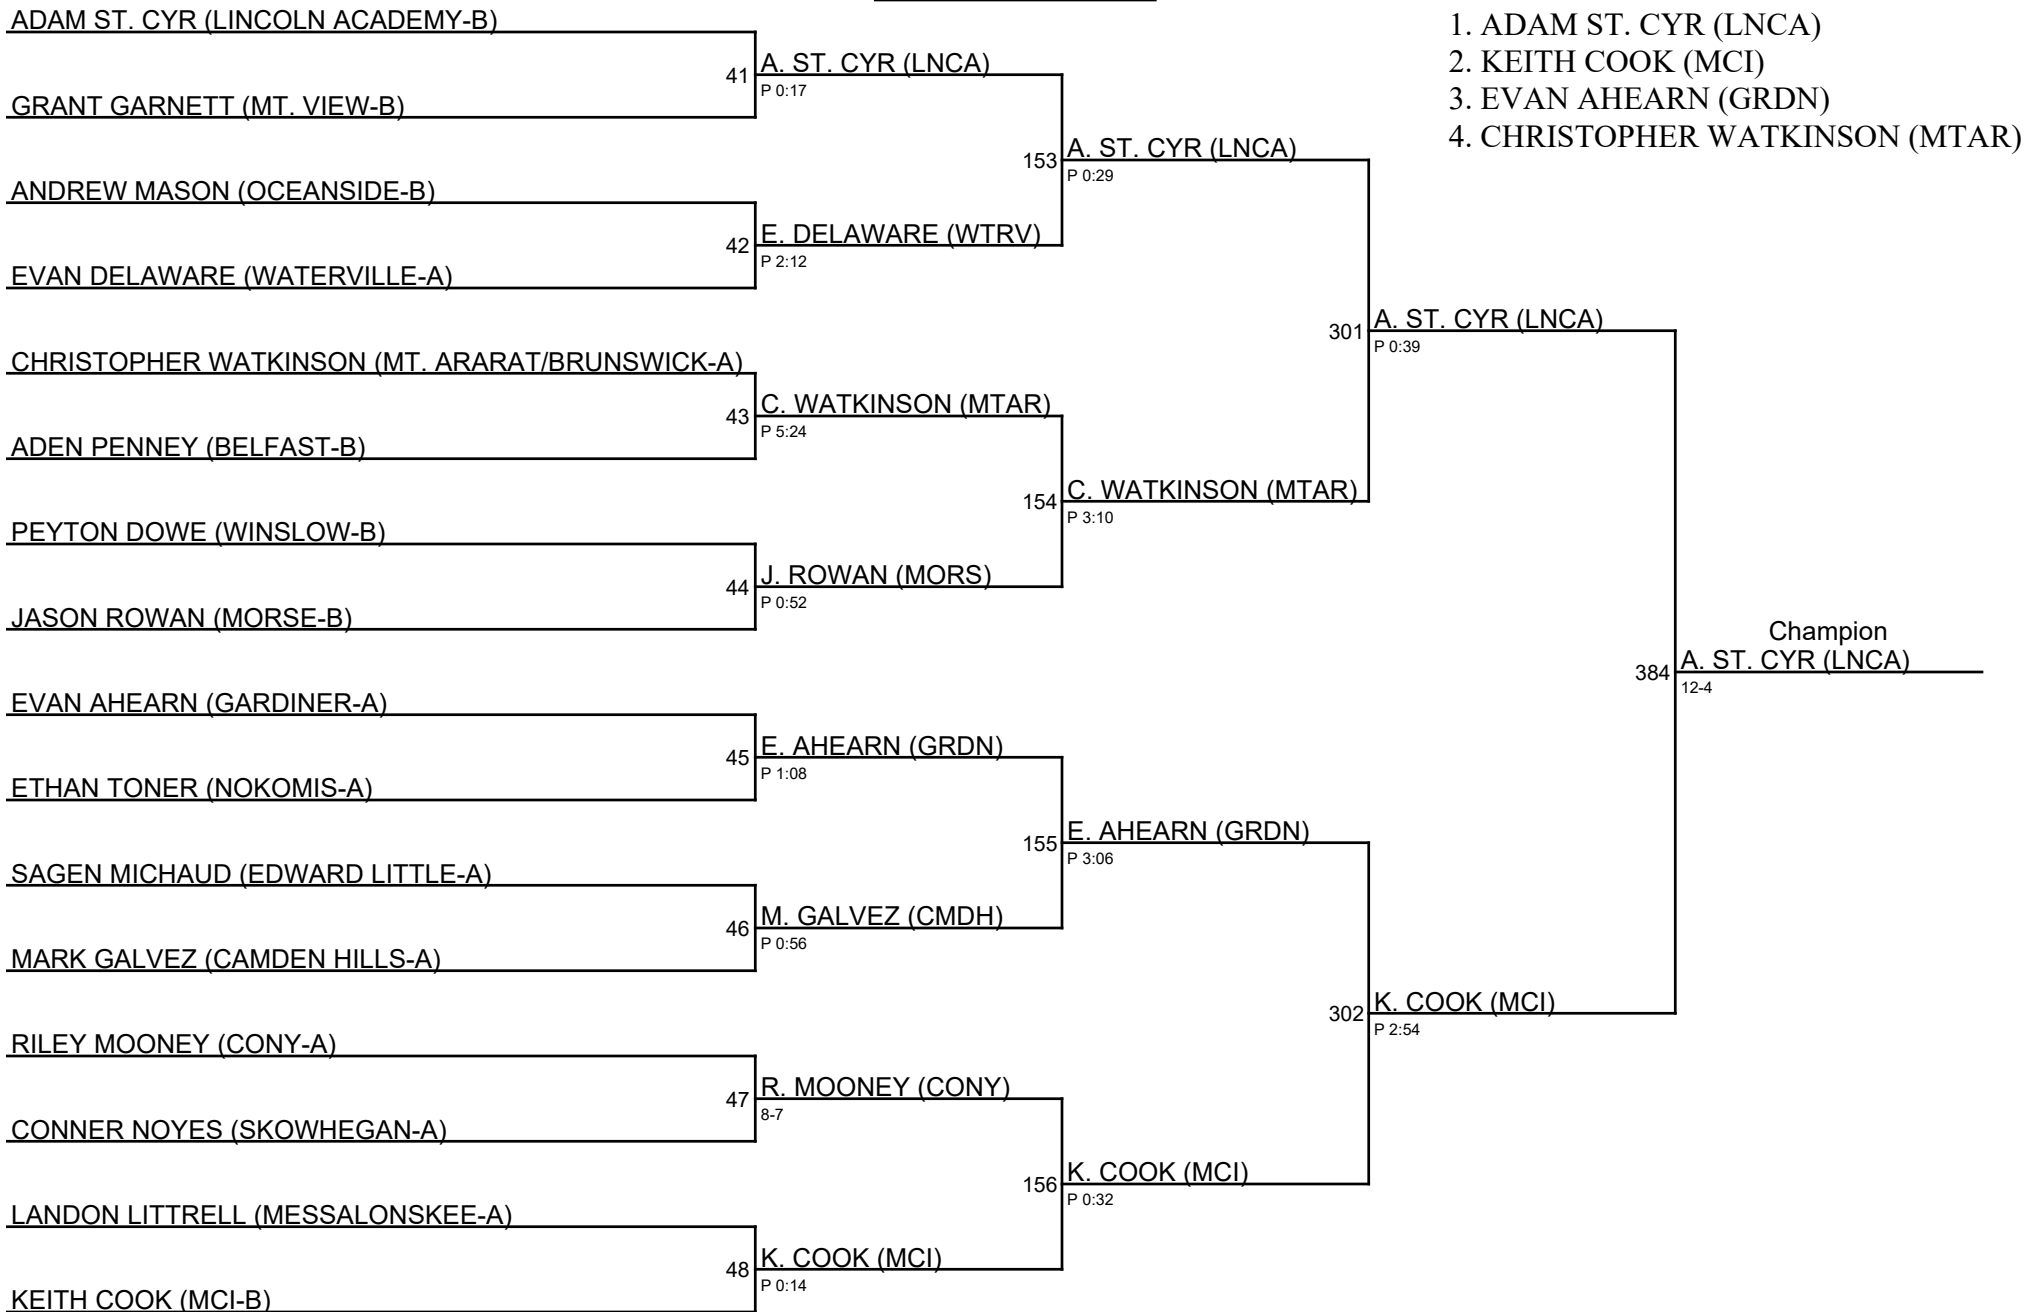 ADAM ST. CYR (LINCOLN ACADEMY-B)
GRANT GARNETT (MT. VIEW-B)
ANDREW MASON (OCEANSIDE-B)
EVAN DELAWARE (WATERVILLE-A)
CHRISTOPHER WATKINSON (MT. ARARAT/BRUNSWICK-A)
ADEN PENNEY (BELFAST-B)
PEYTON DOWE (WINSLOW-B)
JASON ROWAN (MORSE-B)
EVAN AHEARN (GARDINER-A)
ETHAN TONER (NOKOMIS-A)
SAGEN MICHAUD (EDWARD LITTLE-A)
MARK GALVEZ (CAMDEN HILLS-A)
RILEY MOONEY (CONY-A)
CONNER NOYES (SKOWHEGAN-A)
LANDON LITTRELL (MESSALONSKEE-A)
KEITH COOK (MCI-B)
41 A. ST. CYR (LNCA)
P 0:17
42 E. DELAWARE (WTRV)
P 2:12
43 C. WATKINSON (MTAR)
P 5:24
44 J. ROWAN (MORS)
P 0:52
45 E. AHEARN (GRDN)
P 1:08
46 M. GALVEZ (CMDH)
P 0:56
47 R. MOONEY (CONY)
8-7
48 K. COOK (MCI)
P 0:14
153 A. ST. CYR (LNCA)
P 0:29
154 C. WATKINSON (MTAR)
P 3:10
155 E. AHEARN (GRDN)
P 3:06
156 K. COOK (MCI)
P 0:32
301 A. ST. CYR (LNCA)
P 0:39
302 K. COOK (MCI)
P 2:54
Champion
384 A. ST. CYR (LNCA)
12-4
1. ADAM ST. CYR (LNCA)
2. KEITH COOK (MCI)
3. EVAN AHEARN (GRDN)
4. CHRISTOPHER WATKINSON (MTAR)